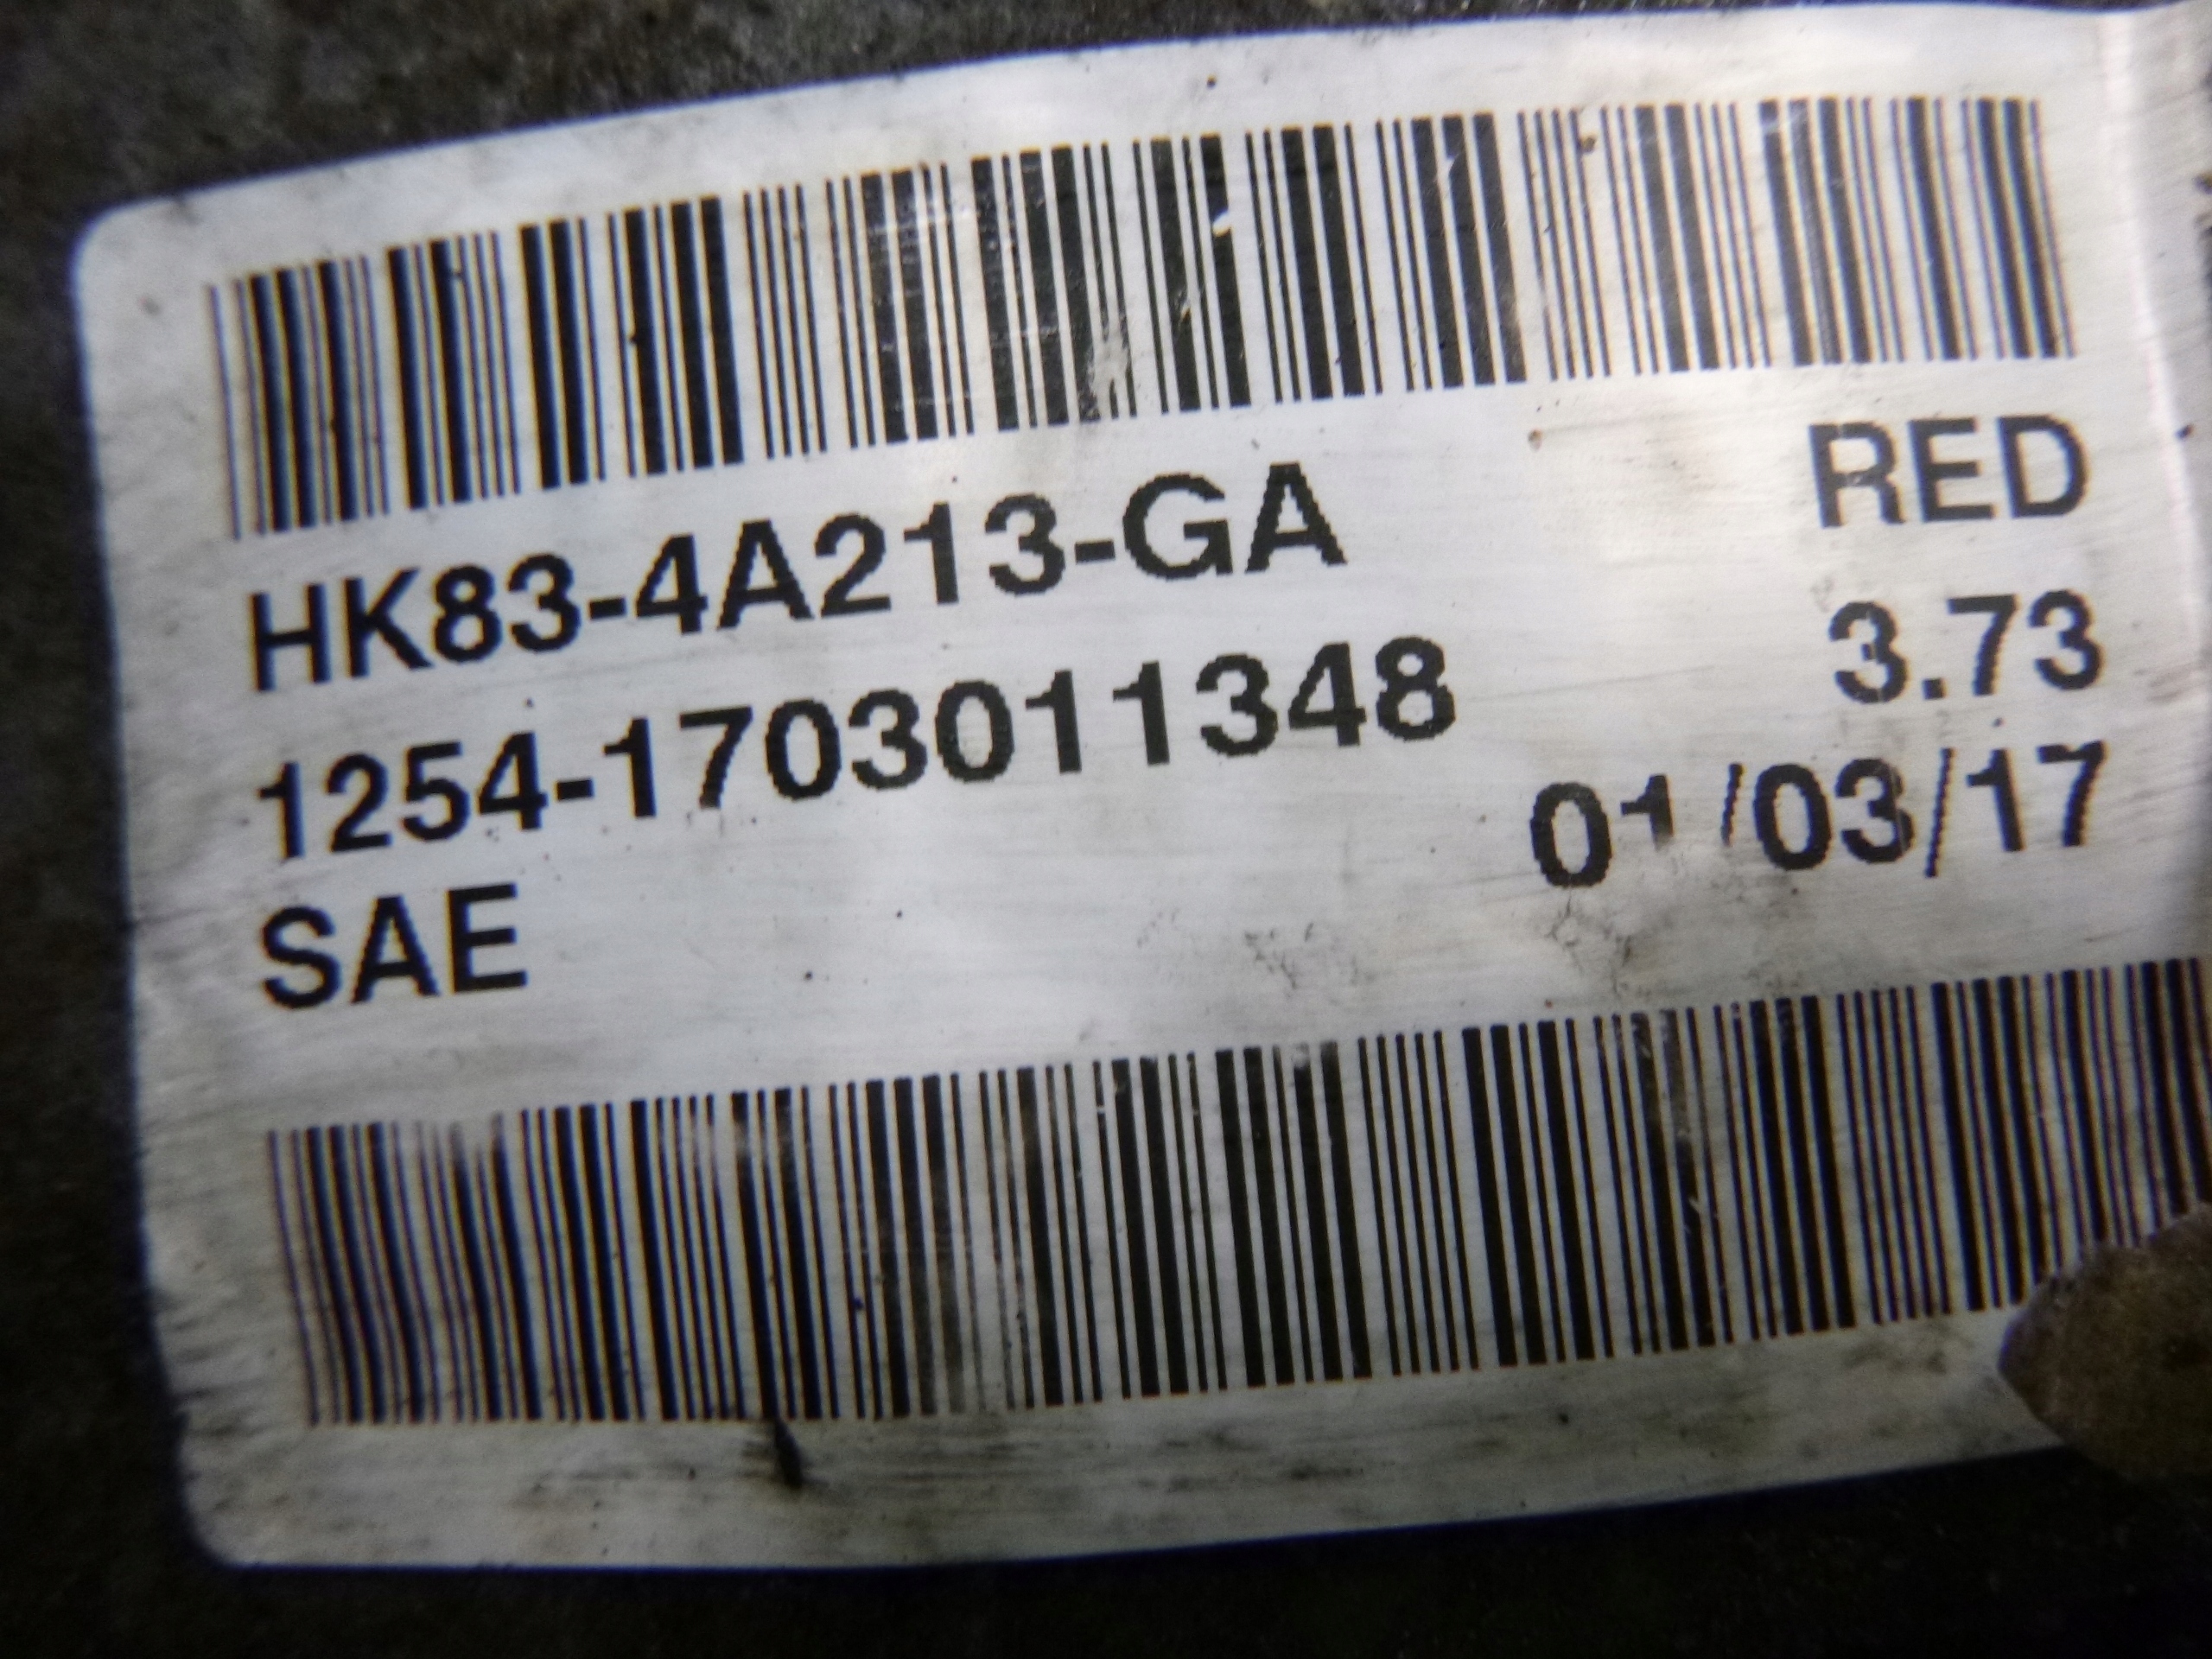 HK83-4A213-GA RED
1254-1703011348 3.73
SAE 01/03/17